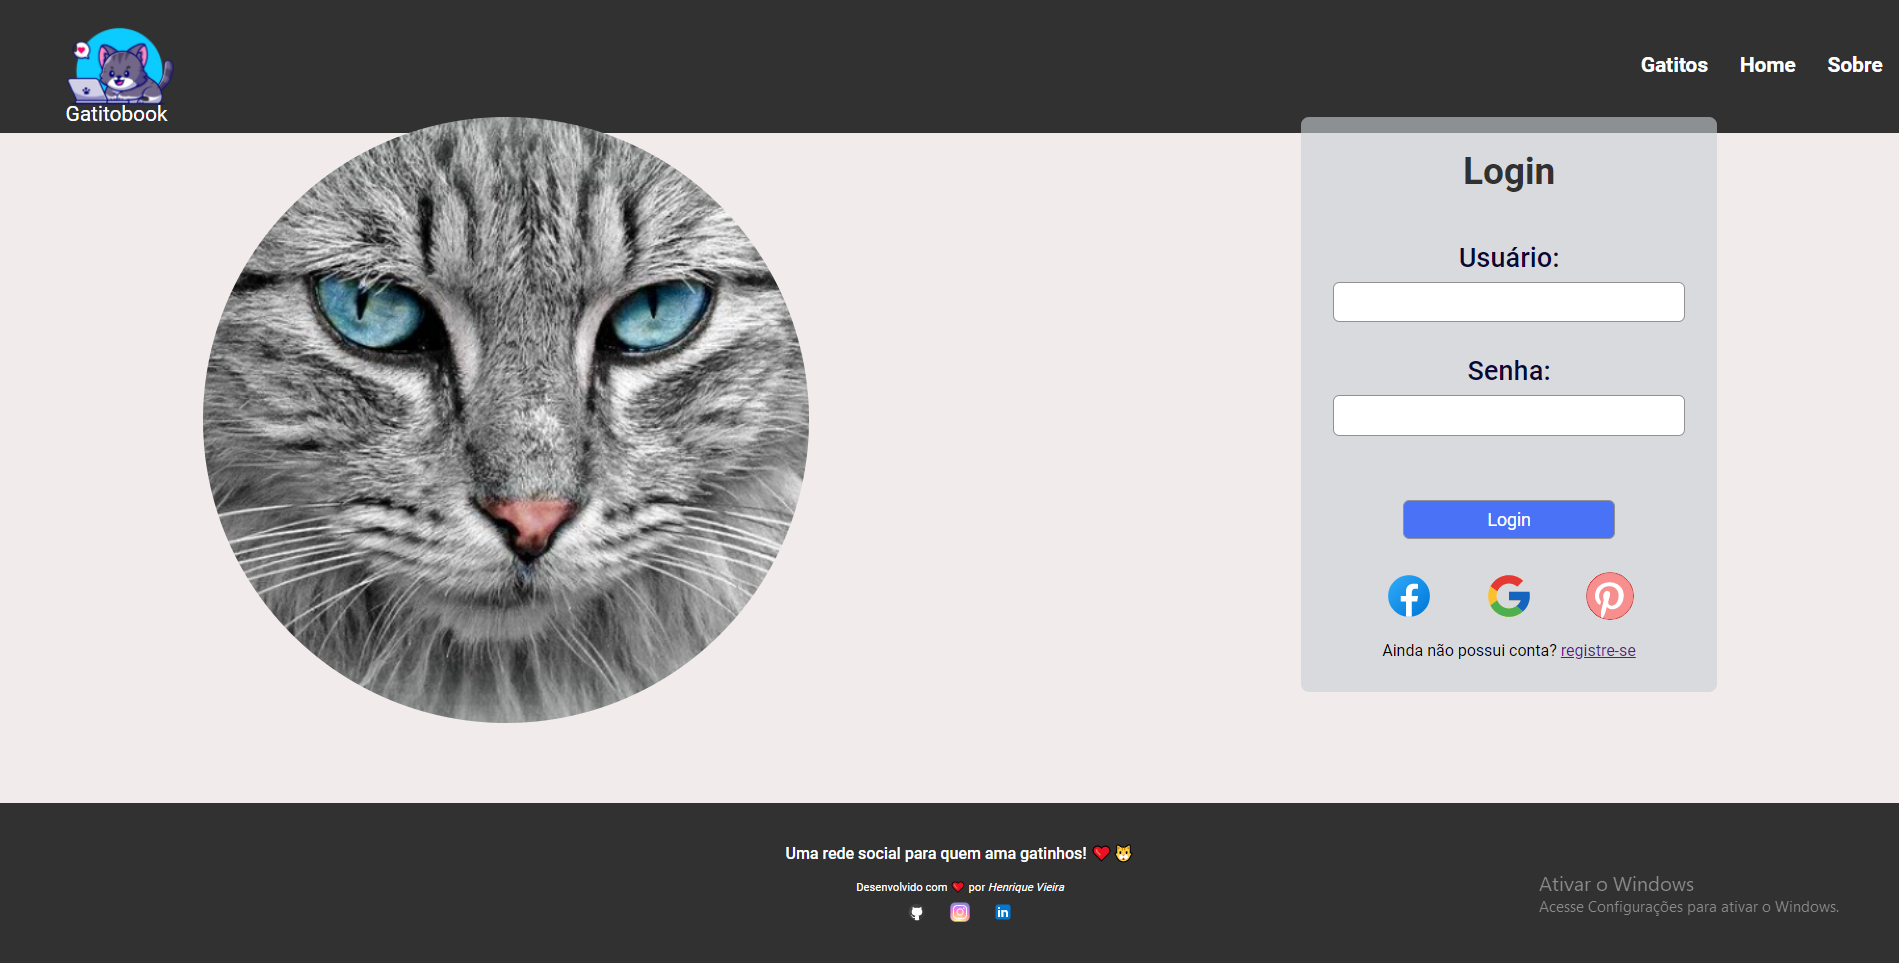 Gatitobook
Gatitos Home Sobre
Login
Usuário:
Senha:
Login
Ainda não possui conta? registre-se
Uma rede social para quem ama gatinhos! ❤️🐱
Desenvolvido com ❤️ por Henrique Vieira
Ativar o Windows
Acesse Configurações para ativar o Windows.